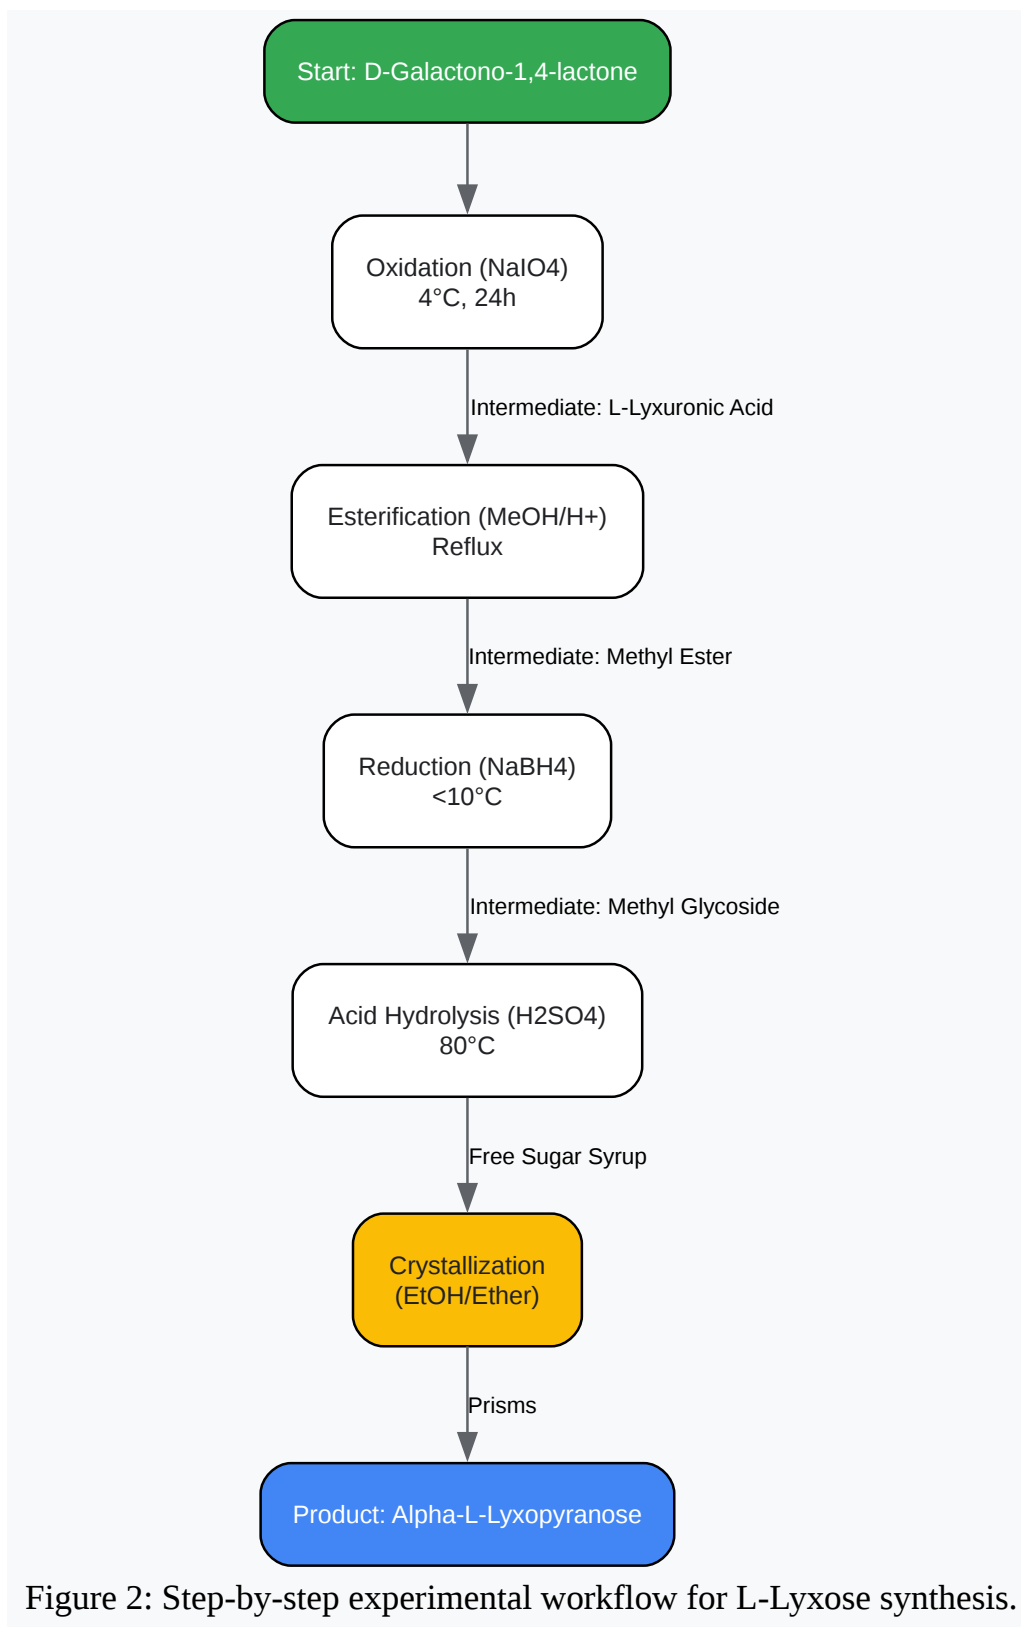 Start: D-Galactono-1,4-lactone
Oxidation (NaIO4)
4°C, 24h
Intermediate: L-Lyxuronic Acid
Esterification (MeOH/H+)
Reflux
Intermediate: Methyl Ester
Reduction (NaBH4)
<10°C
Intermediate: Methyl Glycoside
Acid Hydrolysis (H2SO4)
80°C
Free Sugar Syrup
Crystallization
(EtOH/Ether)
Prisms
Product: Alpha-L-Lyxopyranose
Figure 2: Step-by-step experimental workflow for L-Lyxose synthesis.